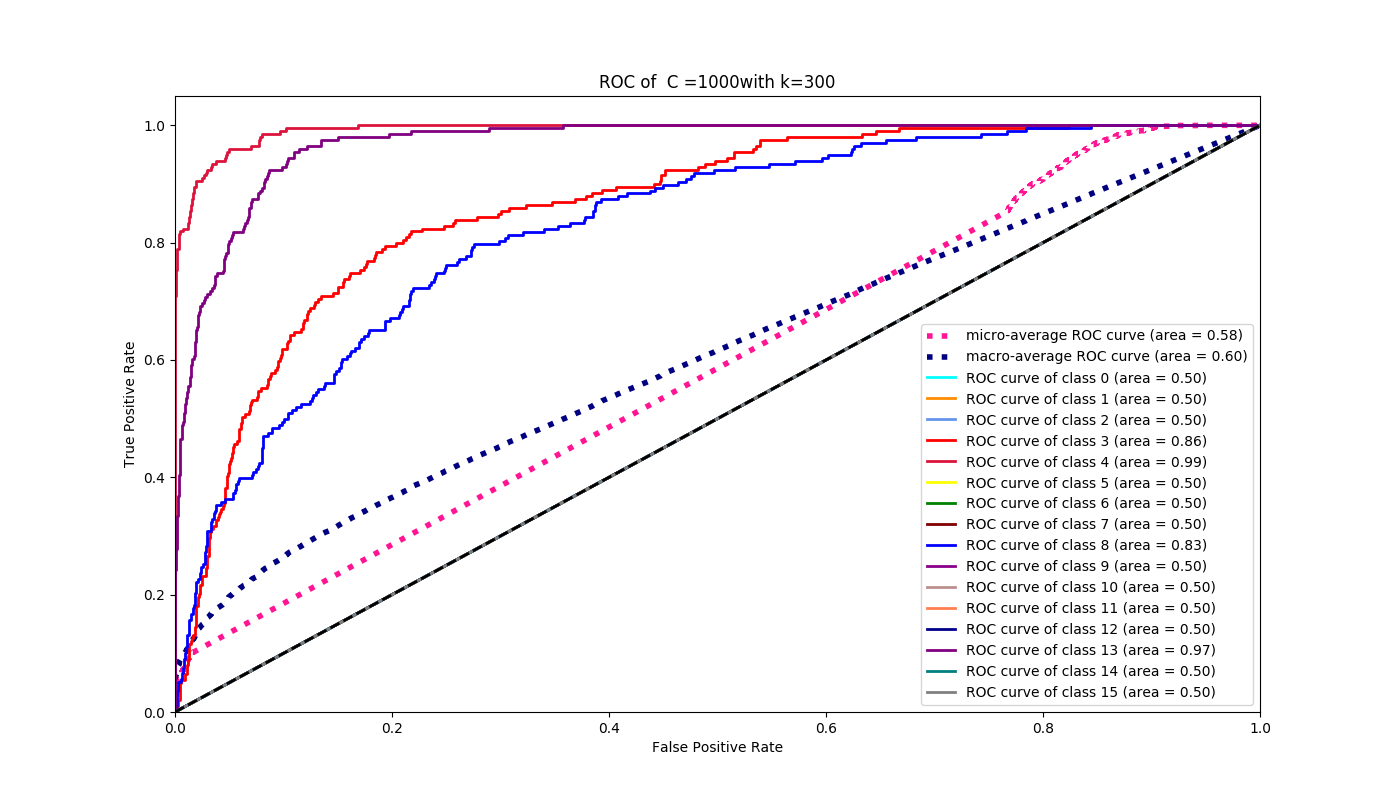 ROC of  C =1000with k=300
1.0
0.8
0.6
0.4
0.2
0.0
True Positive Rate
0.0 0.2 0.4 0.6 0.8 1.0
False Positive Rate
micro-average ROC curve (area = 0.58)
macro-average ROC curve (area = 0.60)
ROC curve of class 0 (area = 0.50)
ROC curve of class 1 (area = 0.50)
ROC curve of class 2 (area = 0.50)
ROC curve of class 3 (area = 0.86)
ROC curve of class 4 (area = 0.99)
ROC curve of class 5 (area = 0.50)
ROC curve of class 6 (area = 0.50)
ROC curve of class 7 (area = 0.50)
ROC curve of class 8 (area = 0.83)
ROC curve of class 9 (area = 0.50)
ROC curve of class 10 (area = 0.50)
ROC curve of class 11 (area = 0.50)
ROC curve of class 12 (area = 0.50)
ROC curve of class 13 (area = 0.97)
ROC curve of class 14 (area = 0.50)
ROC curve of class 15 (area = 0.50)